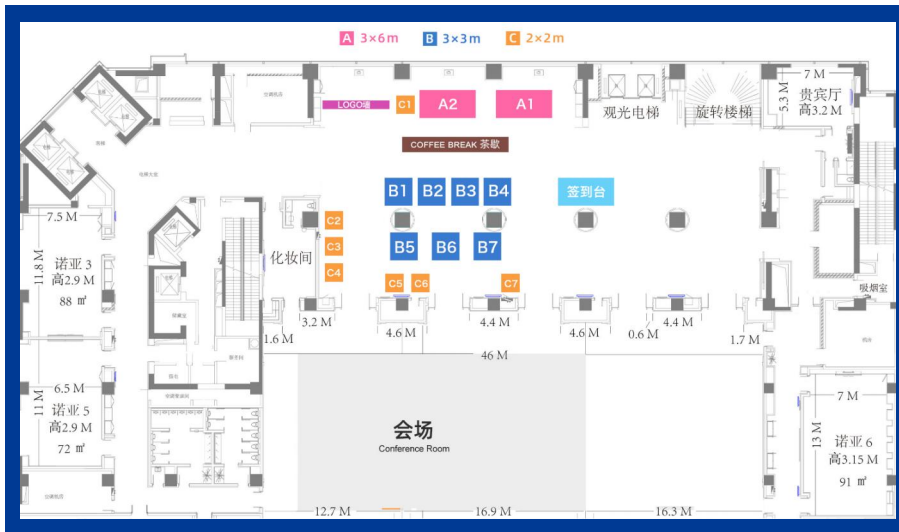 A 3×6m B 3×3m C 2×2m
LOGO墙
C1
A2
A1
观光电梯
旋转楼梯
7 M
5.3 M
贵宾厅
高3.2 M
COFFEE BREAK 茶歇
B1
B2
B3
B4
签到台
7.5 M
11.8 M
诺亚 3
高2.9 M
88 ㎡
C2
C3
C4
化妆间
B5
B6
B7
C5
C6
C7
吸烟室
3.2 M
1.6 M
4.6 M
4.4 M
4.6 M
0.6 M
4.4 M
1.7 M
46 M
6.5 M
11 M
诺亚 5
高2.9 M
72 ㎡
会场
Conference Room
7 M
13 M
诺亚 6
高3.15 M
91 ㎡
12.7 M
16.9 M
16.3 M